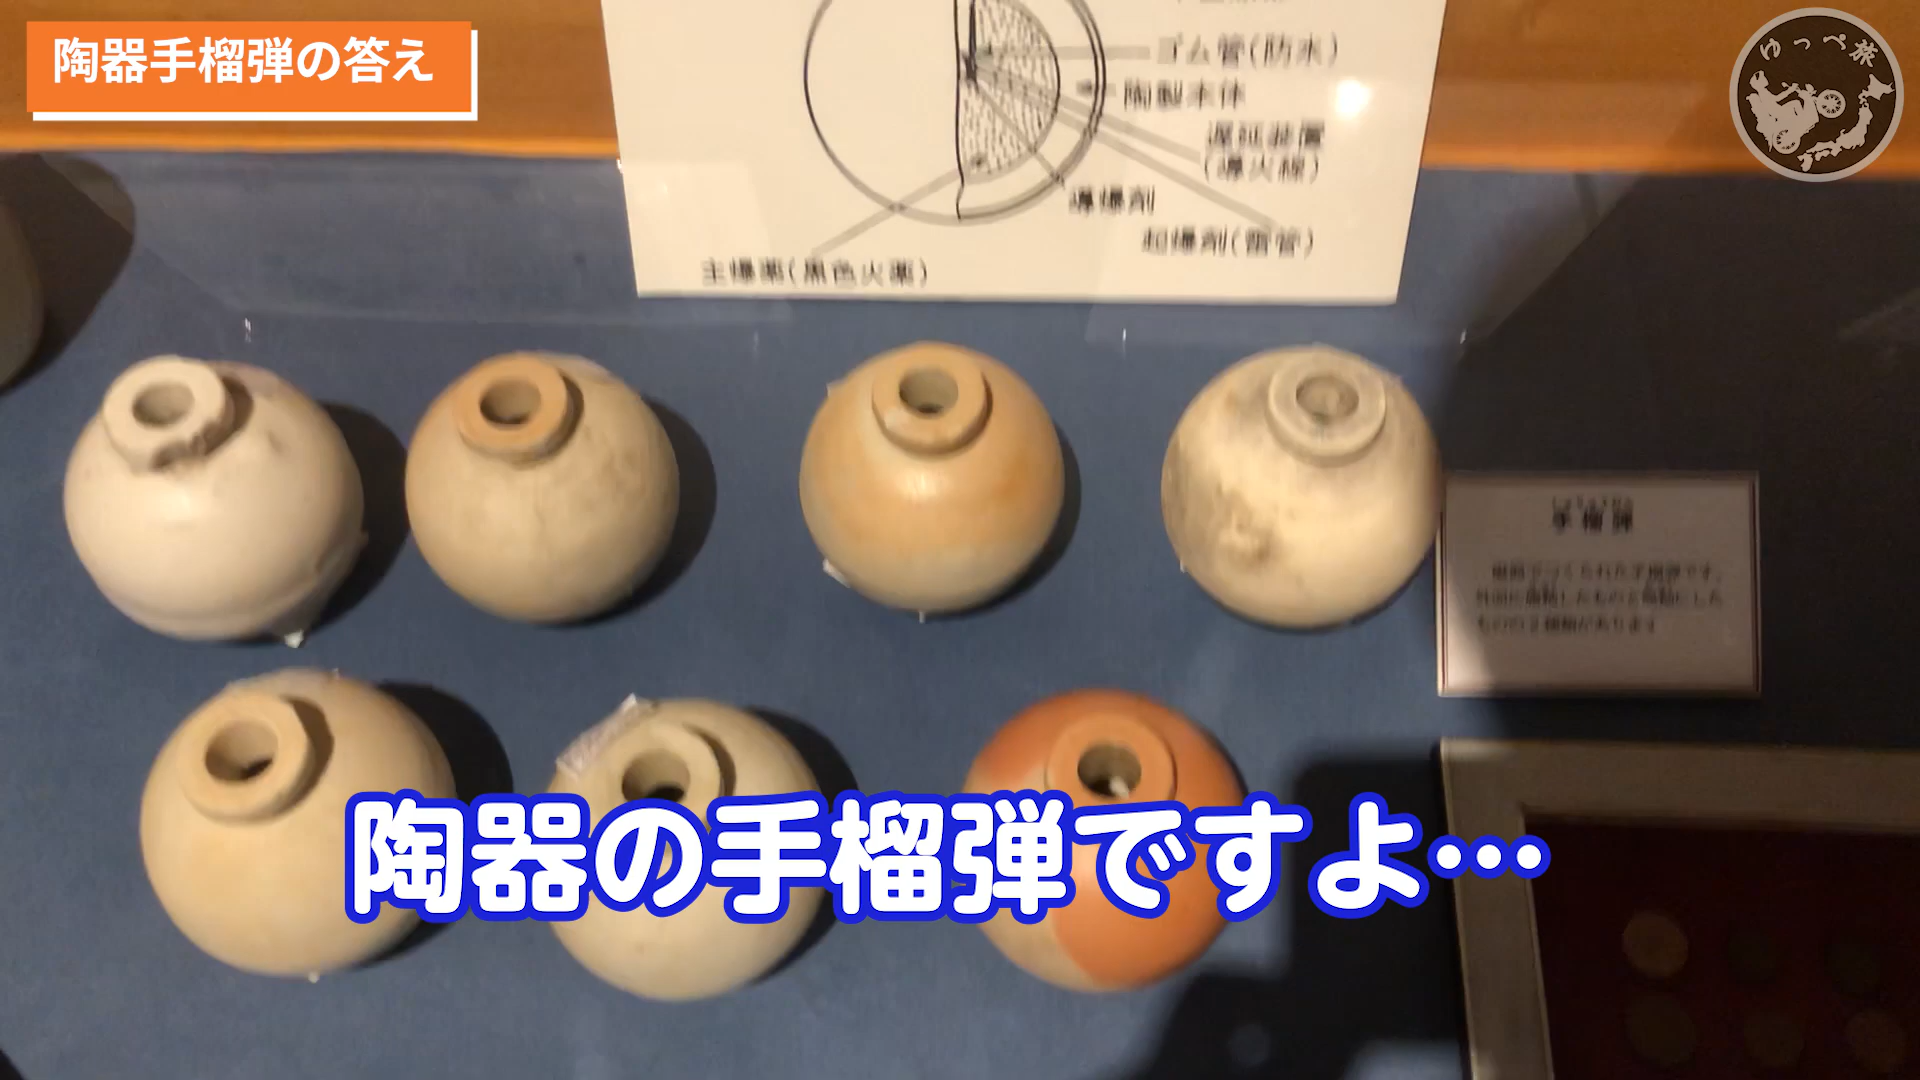 陶器手榴弾の答え
ゆっぺ旅
ゴム管(防水)
陶製本体
遅延装置
(導火線)
導爆剤
起爆剤(雷管)
主爆薬(黒色火薬)
手榴弾
陶器の手榴弾ですよ…